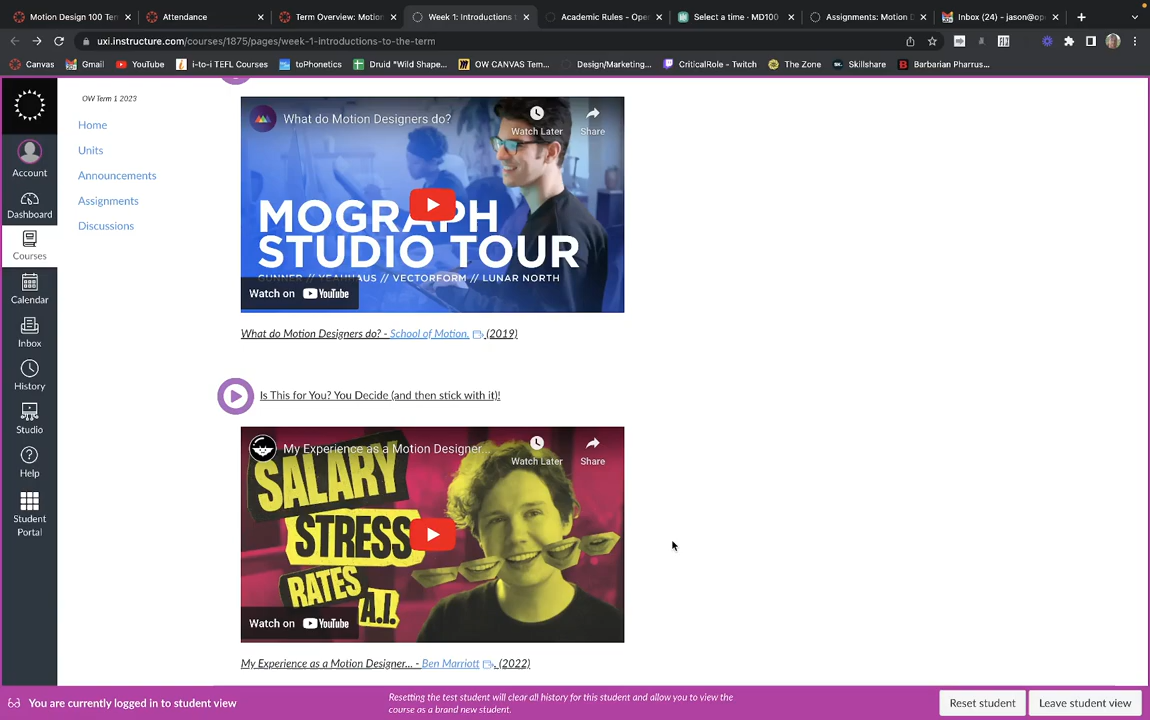 Motion Design 100 Ter
Attendance
Term Overview: Motion
Week 1: Introductions
Academic Rules - Open
Select a time - MD100
Assignments: Motion D
Inbox (24) - jason@op
uxi.instructure.com/courses/1875/pages/week-1-introductions-to-the-term
Canvas
Gmail
YouTube
i-to-i TEFL Courses
toPhonetics
Druid "Wild Shape...
OW CANVAS Tem...
Design/Marketing...
CriticalRole - Twitch
The Zone
Skillshare
Barbarian Pharrus...
Account
Dashboard
Courses
Calendar
Inbox
History
Studio
Help
Student
Portal
OW Term 1 2023
Home
Units
Announcements
Assignments
Discussions
What do Motion Designers do?
Watch Later
Share
MOGRAPH
STUDIO TOUR
GUNNER // YEAHHAUS // VECTORFORM // LUNAR NORTH
Watch on YouTube
What do Motion Designers do? - School of Motion. (2019)
Is This for You? You Decide (and then stick with it)!
My Experience as a Motion Designer...
Watch Later
Share
SALARY
STRESS
RATES
A.I.
Watch on YouTube
My Experience as a Motion Designer... - Ben Marriott . (2022)
You are currently logged in to student view
Resetting the test student will clear all history for this student and allow you to view the
course as a brand new student.
Reset student
Leave student view